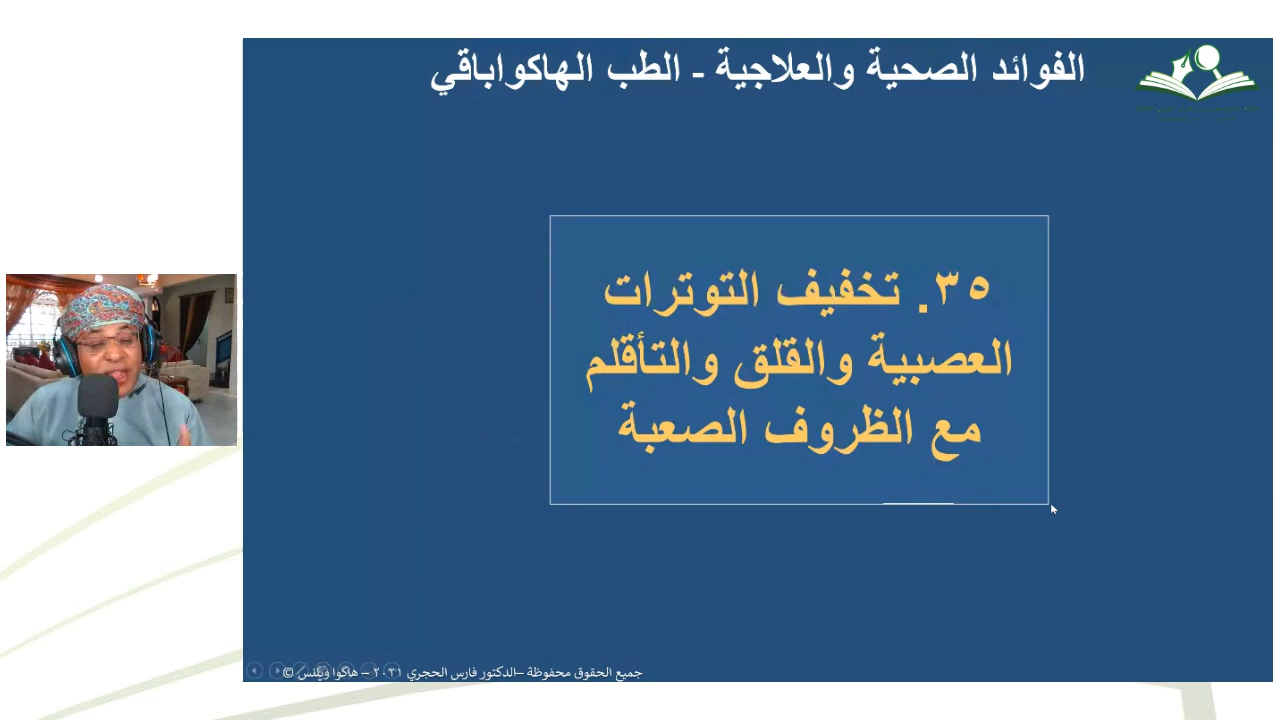 الفوائد الصحية والعلاجية - الطب الهاكواباقي
٣٥. تخفيف التوترات
العصبية والقلق والتأقلم
مع الظروف الصعبة
جميع الحقوق محفوظة –الدكتور فارس الحجري ٢٠٢١ – هاكوا ويلنس ©